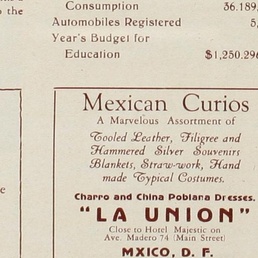 the
Consumption 36.189.
Automobiles Registered 5,
Year's Budget for
Education $1,250.296
Mexican Curios
A Marvelous Assortment of
Tooled Leather, Filigree and
Hammered Silver Souvenirs
Blankets, Straw-work, Hand
made Typical Costumes.
Charro and China Poblana Dresses.
"LA UNION"
Close to Hotel Majestic on
Ave. Madero 74 (Main Street)
MXICO, D. F.